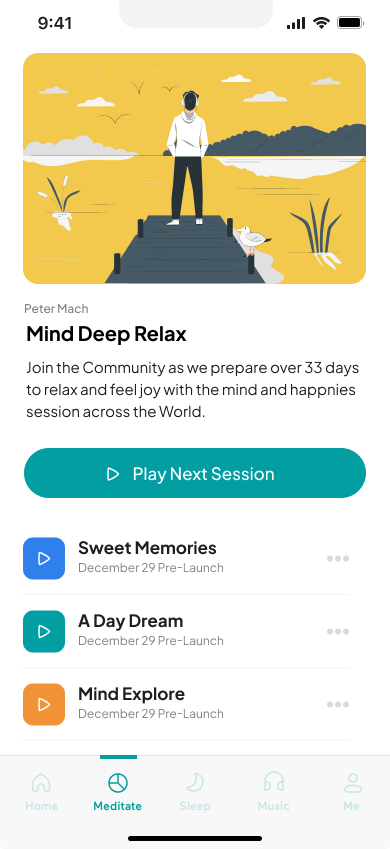 9:41
Peter Mach
Mind Deep Relax
Join the Community as we prepare over 33 days
to relax and feel joy with the mind and happnies
session across the World.
Play Next Session
Sweet Memories
December 29 Pre-Launch
A Day Dream
December 29 Pre-Launch
Mind Explore
December 29 Pre-Launch
Home Meditate Sleep Music Me